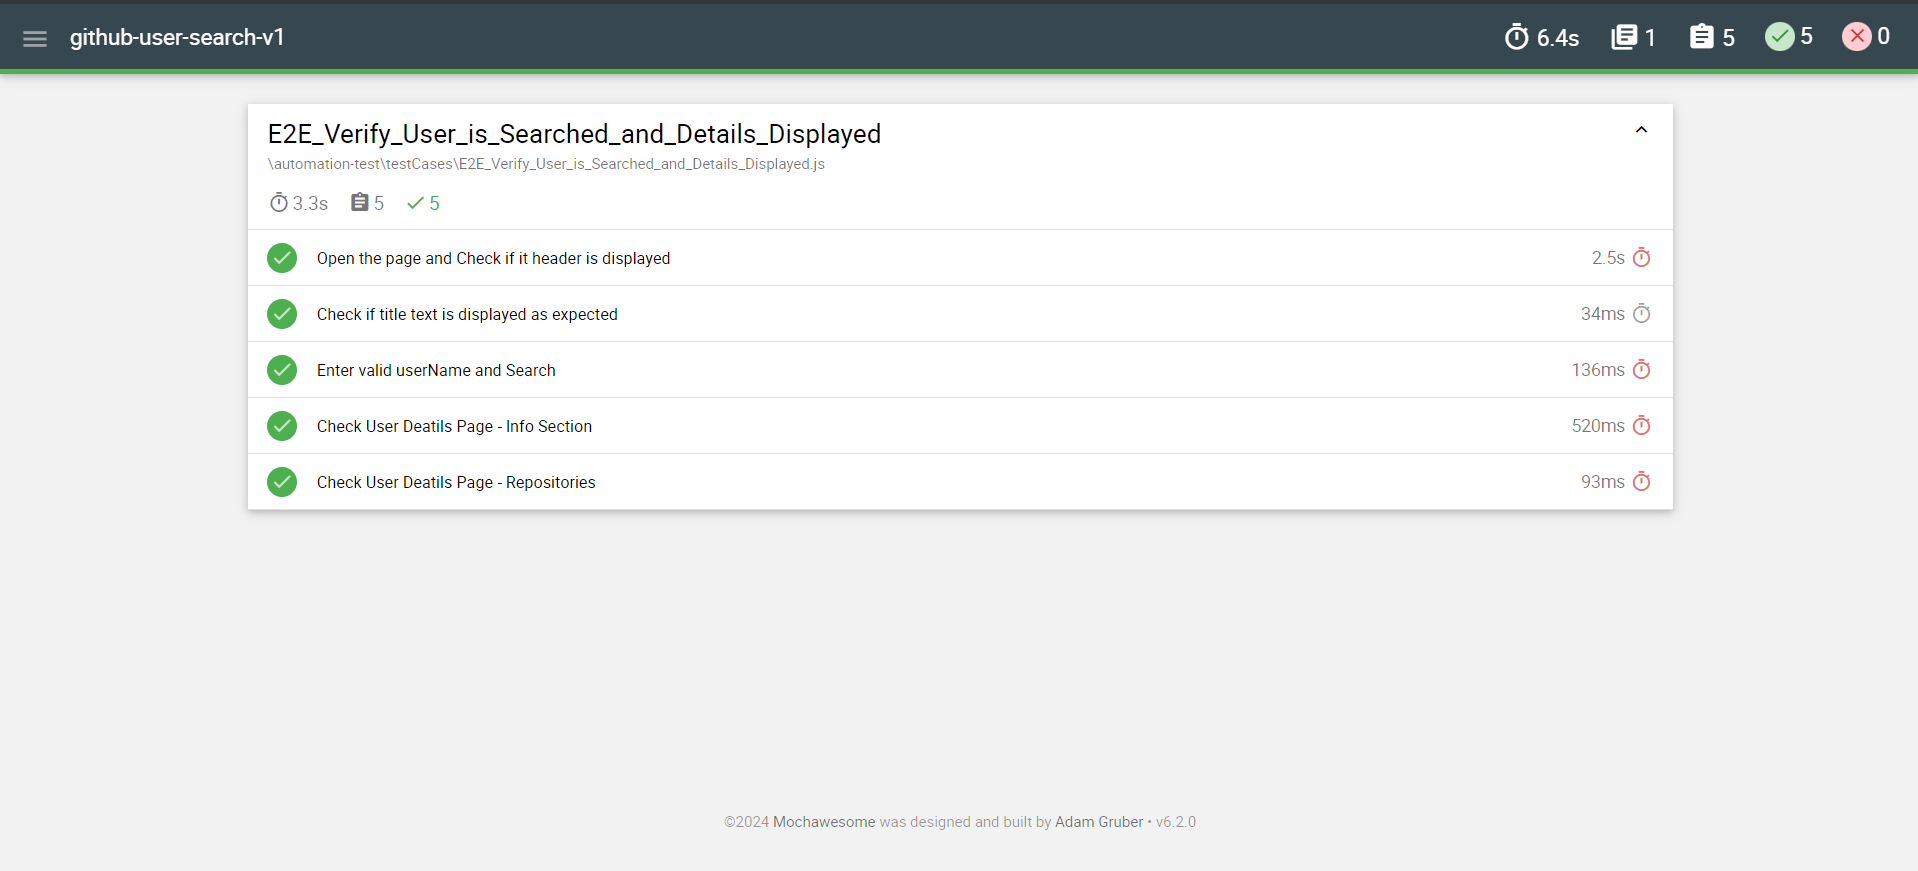 github-user-search-v1 6.4s 1 5 5 0
E2E_Verify_User_is_Searched_and_Details_Displayed
\automation-test\testCases\E2E_Verify_User_is_Searched_and_Details_Displayed.js
3.3s 5 5
Open the page and Check if it header is displayed 2.5s
Check if title text is displayed as expected 34ms
Enter valid userName and Search 136ms
Check User Deatils Page - Info Section 520ms
Check User Deatils Page - Repositories 93ms
©2024 Mochawesome was designed and built by Adam Gruber • v6.2.0